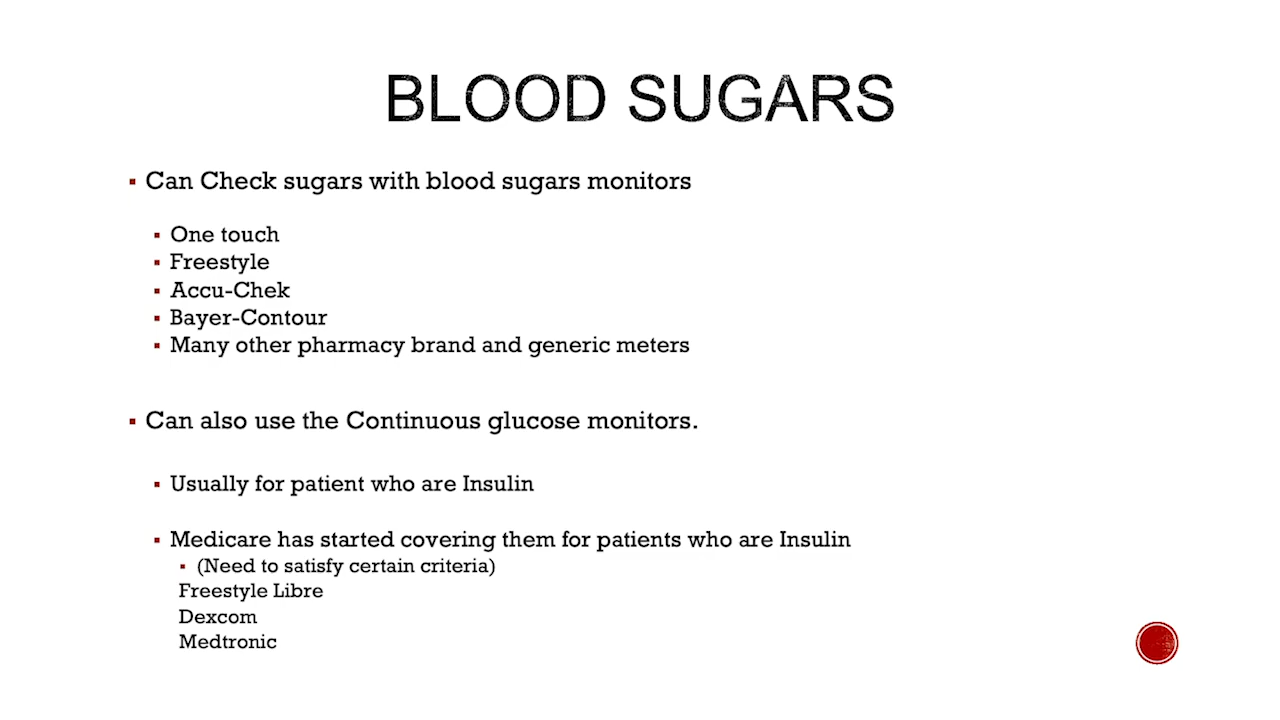 BLOOD SUGARS
Can Check sugars with blood sugars monitors
One touch
Freestyle
Accu-Chek
Bayer-Contour
Many other pharmacy brand and generic meters
Can also use the Continuous glucose monitors.
Usually for patient who are Insulin
Medicare has started covering them for patients who are Insulin
(Need to satisfy certain criteria)
Freestyle Libre
Dexcom
Medtronic